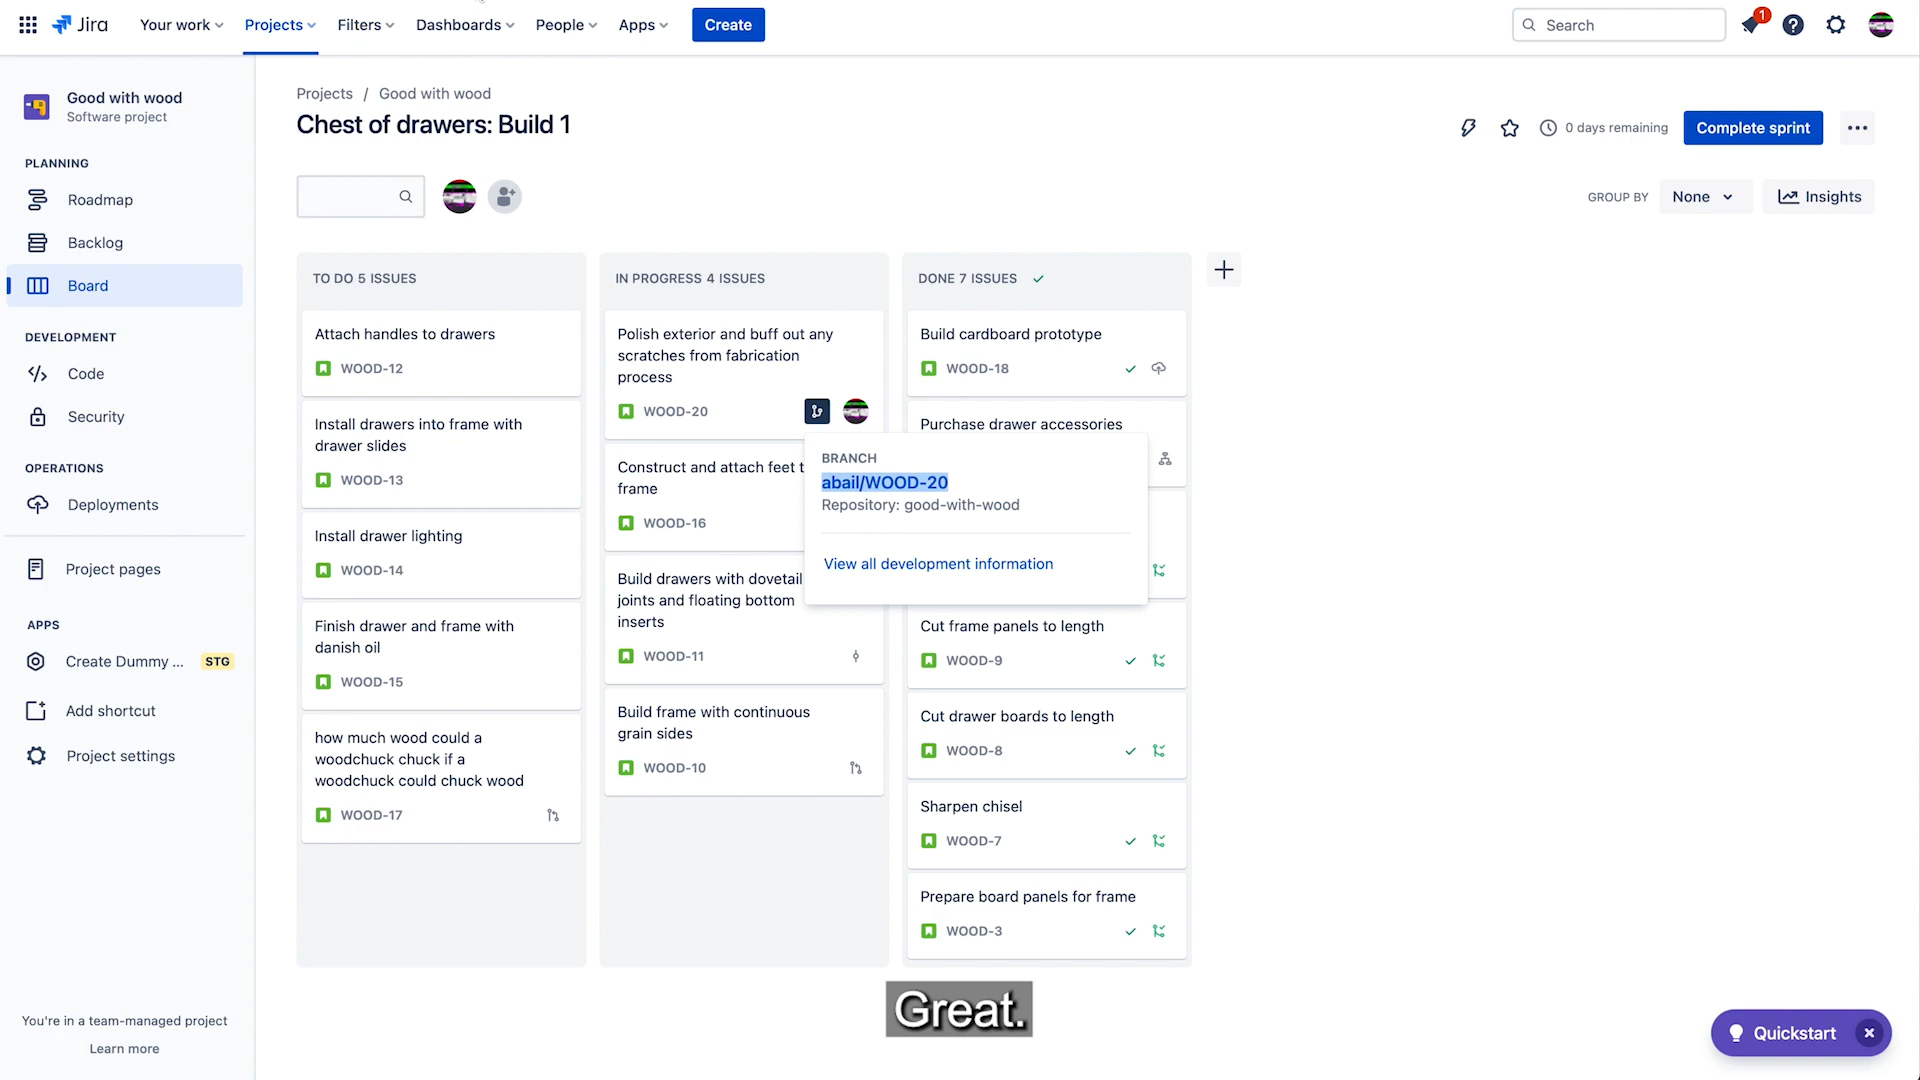 Jira
Your work
Projects
Filters
Dashboards
People
Apps
Create
Search
1
Good with wood
Software project
PLANNING
Roadmap
Backlog
Board
DEVELOPMENT
Code
Security
OPERATIONS
Deployments
Project pages
APPS
Create Dummy ...
STG
Add shortcut
Project settings
You're in a team-managed project
Learn more
Projects / Good with wood
Chest of drawers: Build 1
0 days remaining
Complete sprint
GROUP BY
None
Insights
TO DO 5 ISSUES
Attach handles to drawers
WOOD-12
Install drawers into frame with
drawer slides
WOOD-13
Install drawer lighting
WOOD-14
Finish drawer and frame with
danish oil
WOOD-15
how much wood could a
woodchuck chuck if a
woodchuck could chuck wood
WOOD-17
IN PROGRESS 4 ISSUES
Polish exterior and buff out any
scratches from fabrication
process
WOOD-20
Construct and attach feet t
frame
WOOD-16
Build drawers with dovetail
joints and floating bottom
inserts
WOOD-11
Build frame with continuous
grain sides
WOOD-10
BRANCH
abail/WOOD-20
Repository: good-with-wood
View all development information
DONE 7 ISSUES
Build cardboard prototype
WOOD-18
Purchase drawer accessories
Cut frame panels to length
WOOD-9
Cut drawer boards to length
WOOD-8
Sharpen chisel
WOOD-7
Prepare board panels for frame
WOOD-3
Great.
Quickstart